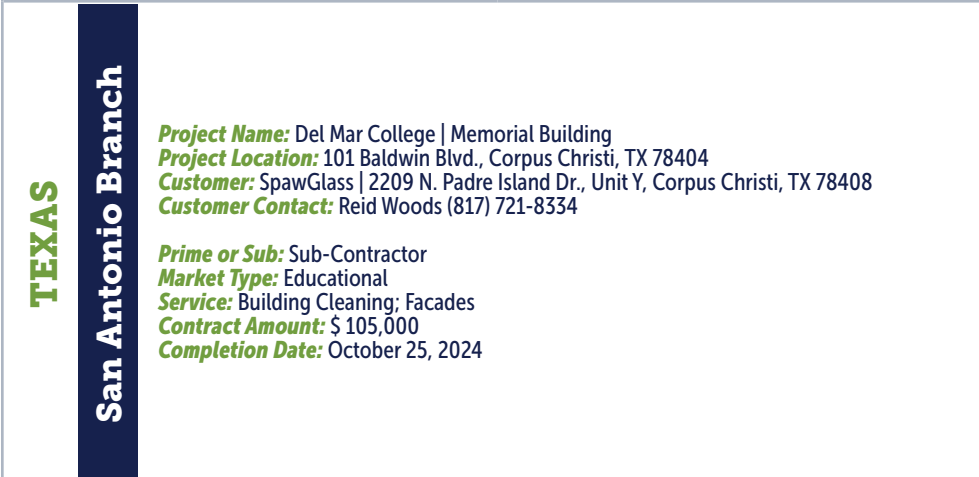 TEXAS
San Antonio Branch
Project Name: Del Mar College | Memorial Building
Project Location: 101 Baldwin Blvd., Corpus Christi, TX 78404
Customer: SpawGlass | 2209 N. Padre Island Dr., Unit Y, Corpus Christi, TX 78408
Customer Contact: Reid Woods (817) 721-8334
Prime or Sub: Sub-Contractor
Market Type: Educational
Service: Building Cleaning; Facades
Contract Amount: $ 105,000
Completion Date: October 25, 2024